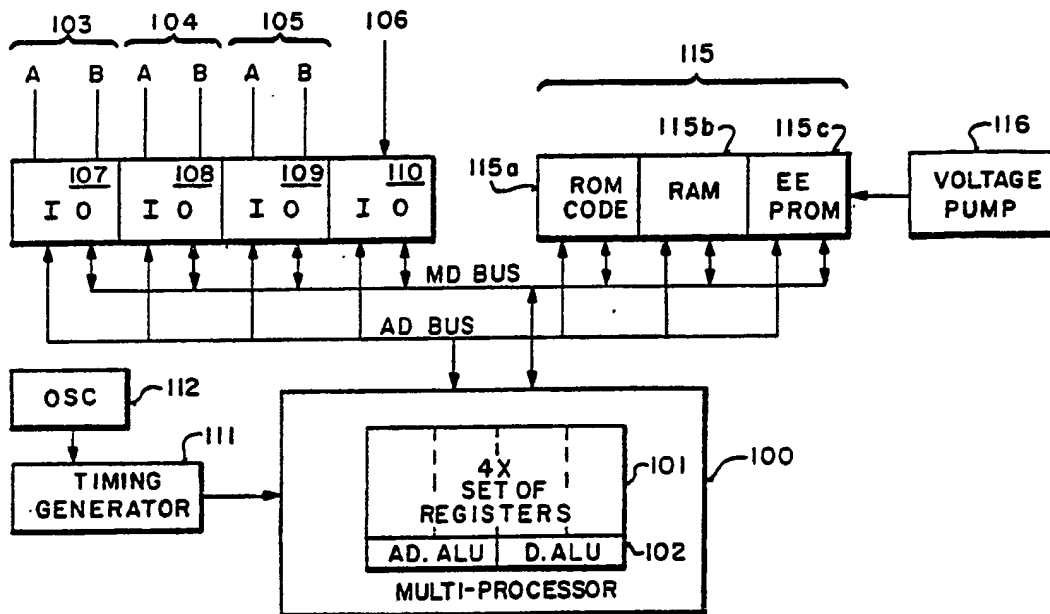 103 104 105 106
A B A B A B
115
115b 115c 116
107 108 109 110
I O I O I O I O
115a
ROM CODE
RAM
EE PROM
VOLTAGE PUMP
MD BUS
AD BUS
OSC
112
111
TIMING GENERATOR
4X
SET OF
REGISTERS
101
100
AD. ALU D. ALU
102
MULTI-PROCESSOR